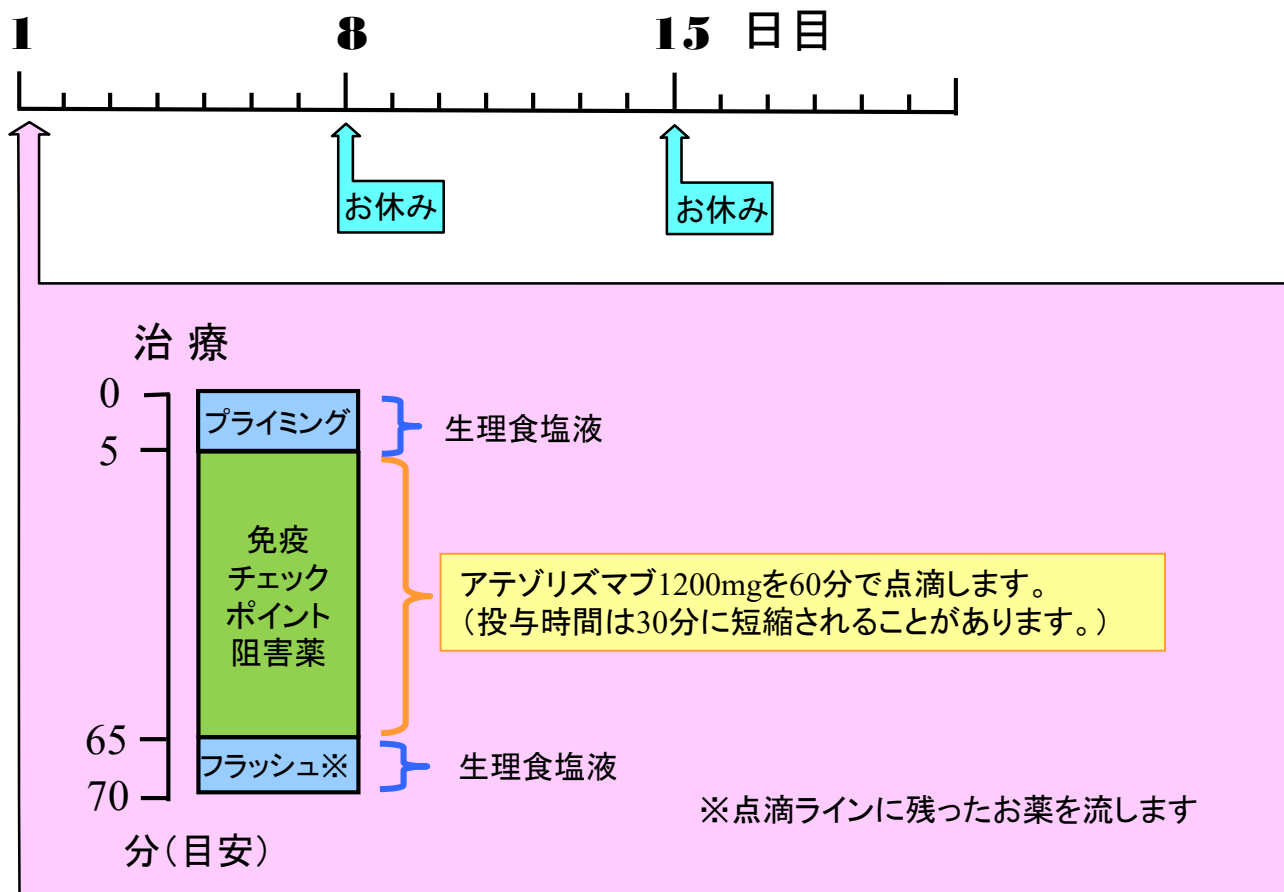 1 8 15 日目
お休み お休み
治 療
0
プライミング
生理食塩液
5
免疫
チェック
ポイント
阻害薬
アテゾリズマブ1200mgを60分で点滴します。
（投与時間は30分に短縮されることがあります。）
65
フラッシュ※
生理食塩液
70
※点滴ラインに残ったお薬を流します
分（目安）